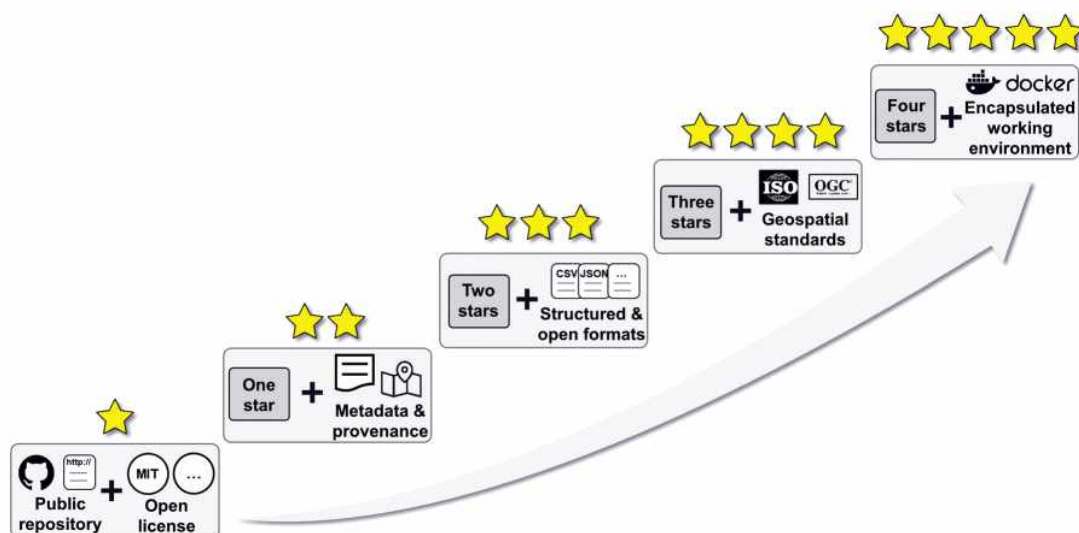 docker
Four
stars
+
Encapsulated
working
environment
Three
stars
+
ISO
OGC
Geospatial
standards
Two
stars
+
CSV
JSON
...
Structured &
open formats
One
star
+
Metadata &
provenance
http://
+
MIT
...
Public
repository
Open
license